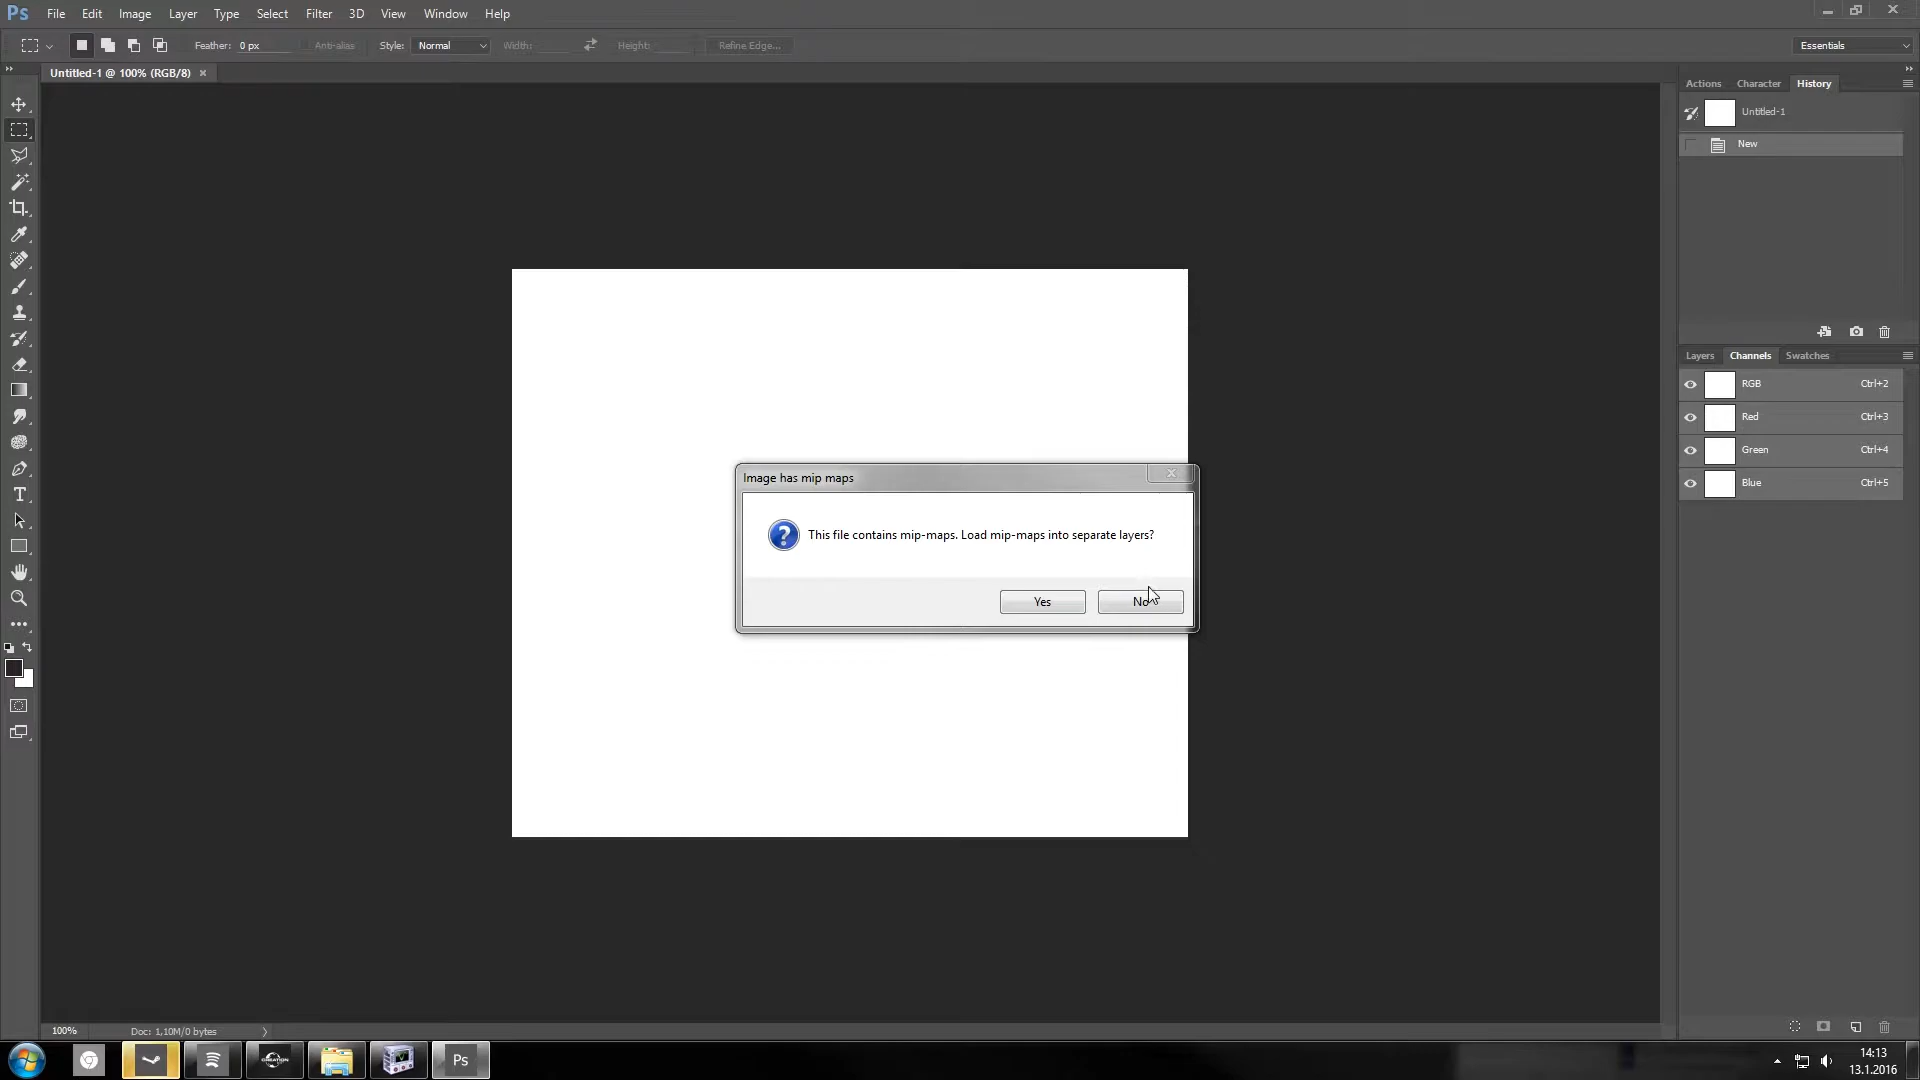 Ps File Edit Image Layer Type Select Filter 3D View Window Help
Feather: 0 px Anti-alias Style: Normal Width: Height: Refine Edge... Essentials
Untitled-1 @ 100% (RGB/8) ×
Actions Character History
Untitled-1
New
Layers Channels Swatches
RGB Ctrl+2
Red Ctrl+3
Green Ctrl+4
Blue Ctrl+5
Image has mip maps
This file contains mip-maps. Load mip-maps into separate layers?
Yes No
T
100% Doc: 1,10M/0 bytes
CREATION Ps
14:13
13.1.2016